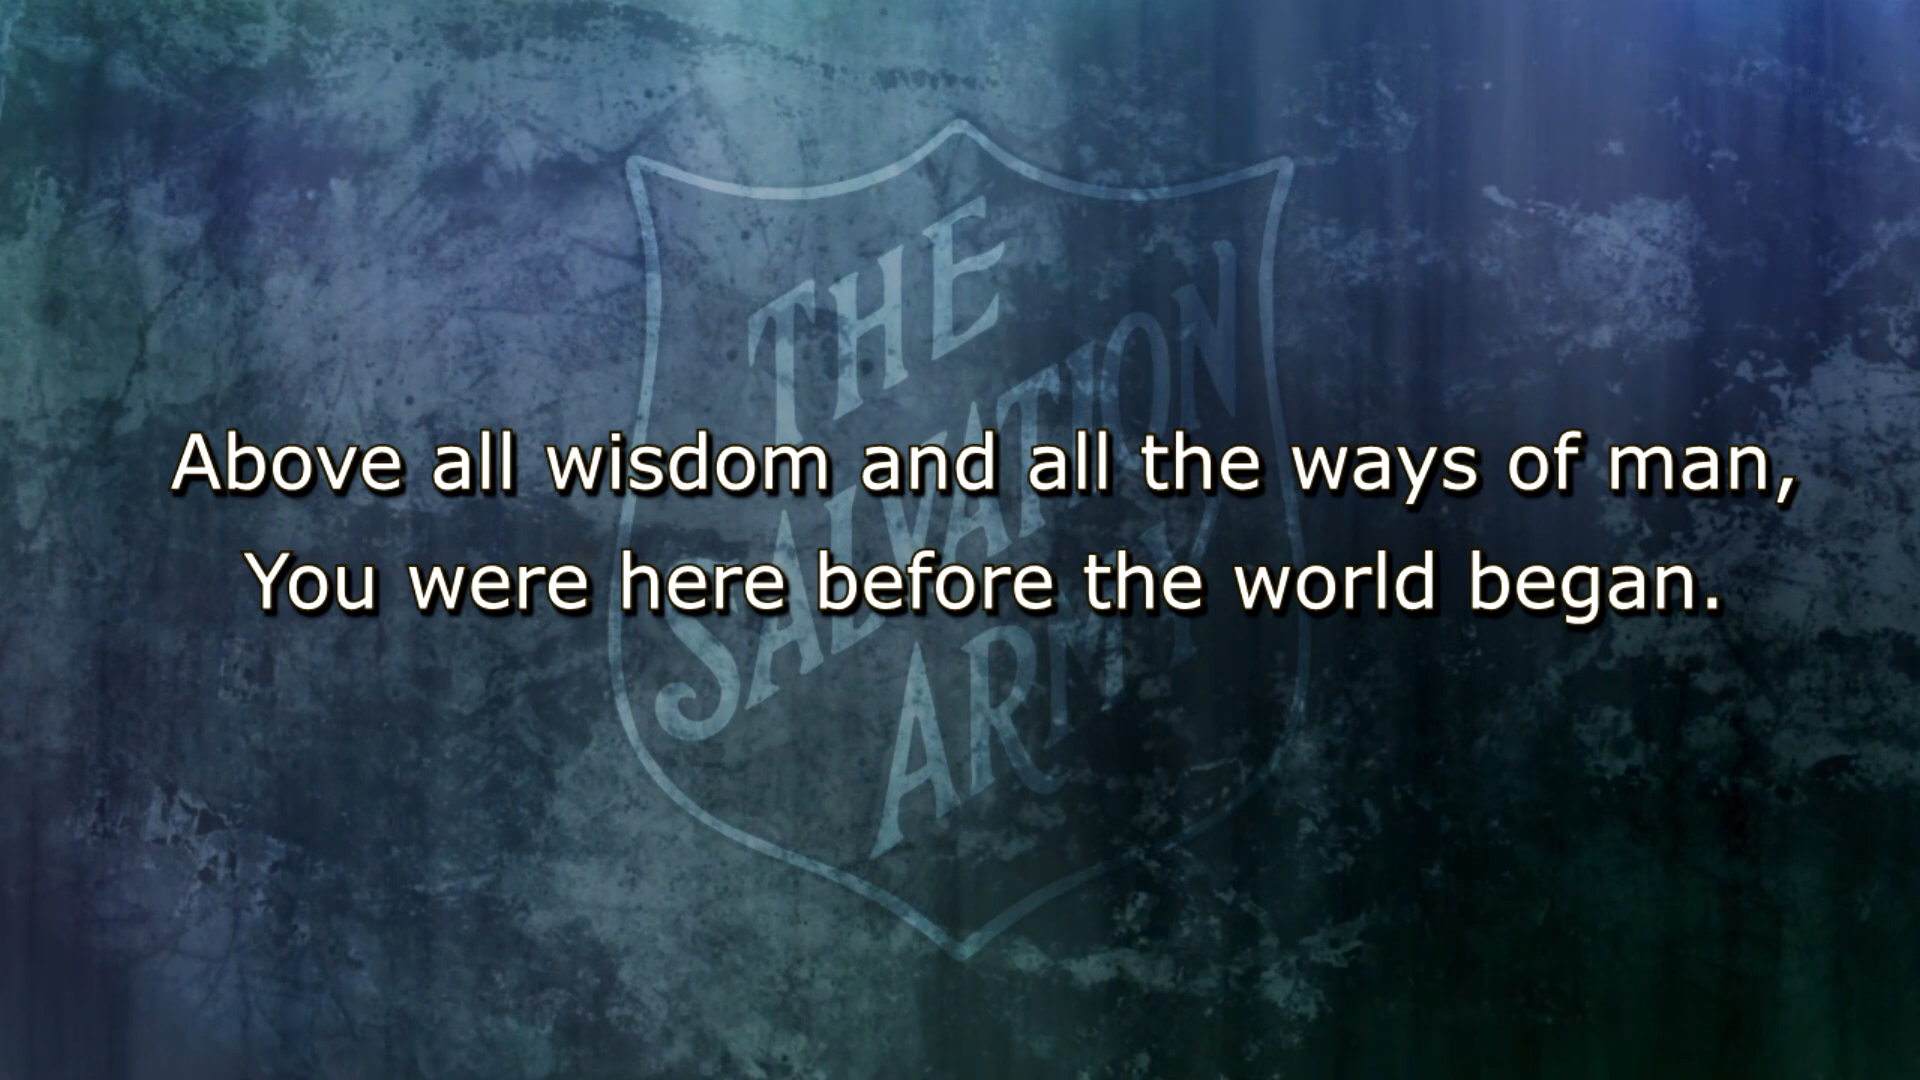 THE
SALVATION
ARMY
Above all wisdom and all the ways of man,
You were here before the world began.